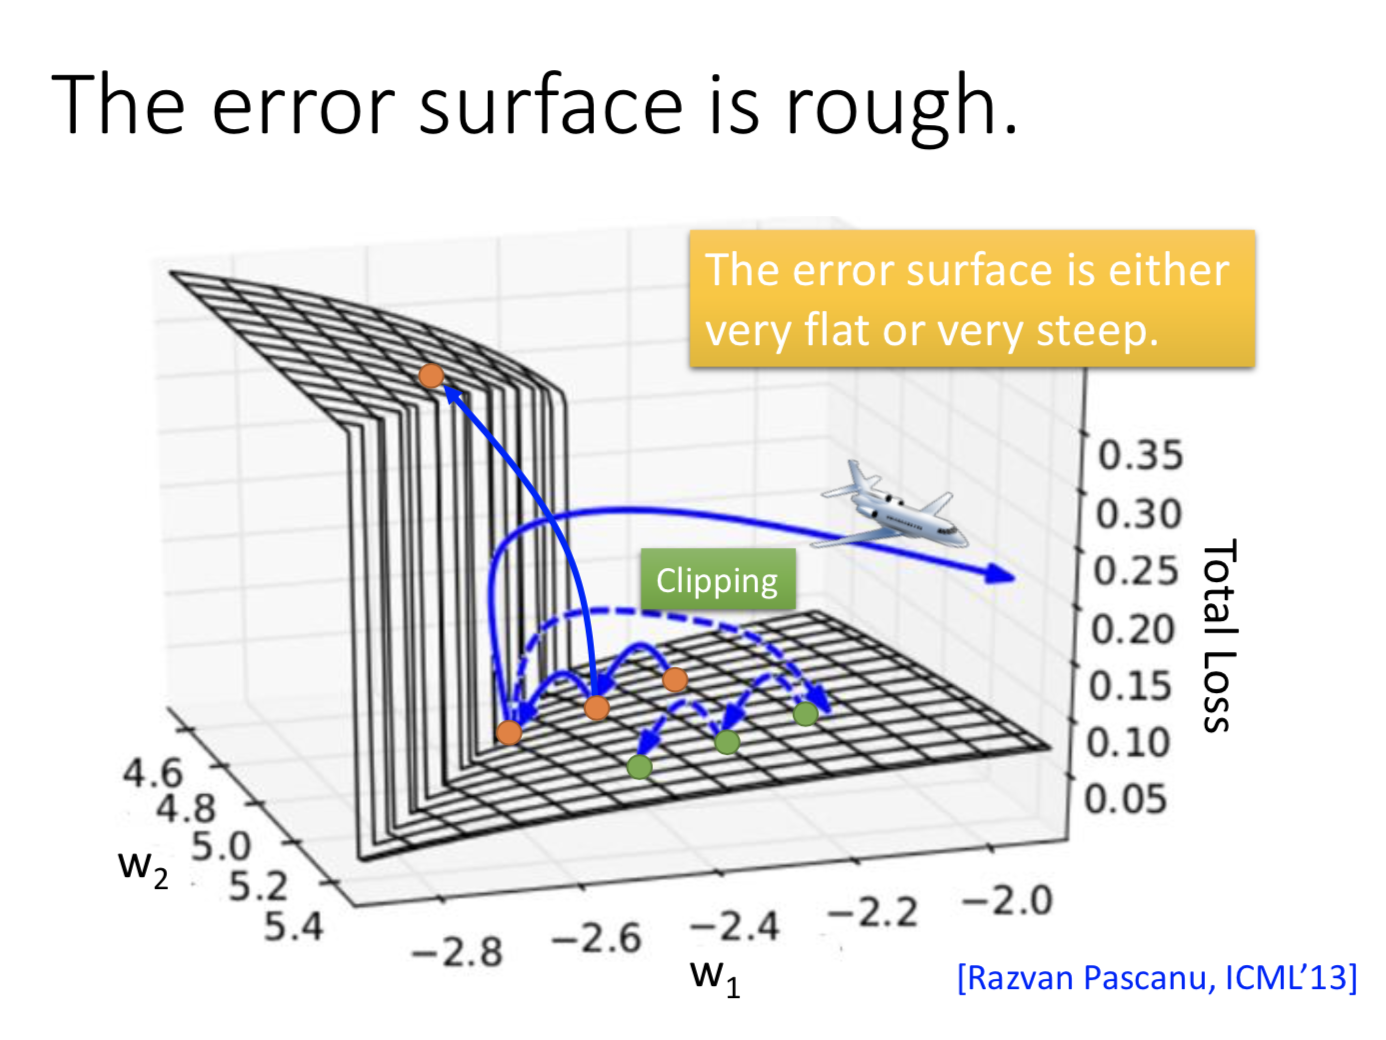 The error surface is rough.
The error surface is either
very flat or very steep.
Clipping
0.35
0.30
0.25
0.20
0.15
0.10
0.05
Total Loss
4.6
4.8
5.0
5.2
5.4
w2
−2.8
−2.6
−2.4
−2.2
−2.0
w1
[Razvan Pascanu, ICML’13]